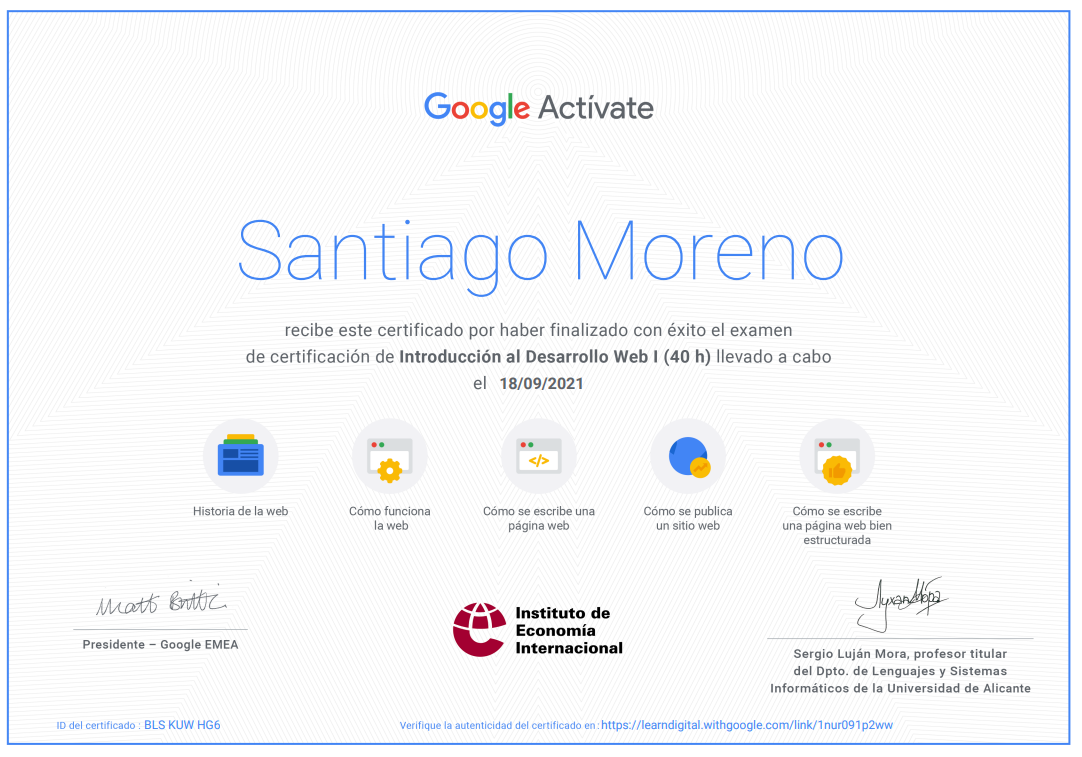 Google Actívate
Santiago Moreno
recibe este certificado por haber finalizado con éxito el examen
de certificación de Introducción al Desarrollo Web I (40 h) llevado a cabo
el 18/09/2021
</>
Historia de la web
Cómo funciona
la web
Cómo se escribe una
página web
Cómo se publica
un sitio web
Cómo se escribe
una página web bien
estructurada
Matt Brittin
Presidente – Google EMEA
Instituto de
Economía
Internacional
Sergio Luján Mora, profesor titular
del Dpto. de Lenguajes y Sistemas
Informáticos de la Universidad de Alicante
ID del certificado : BLS KUW HG6
Verifique la autenticidad del certificado en : https://learndigital.withgoogle.com/link/1nur091p2ww